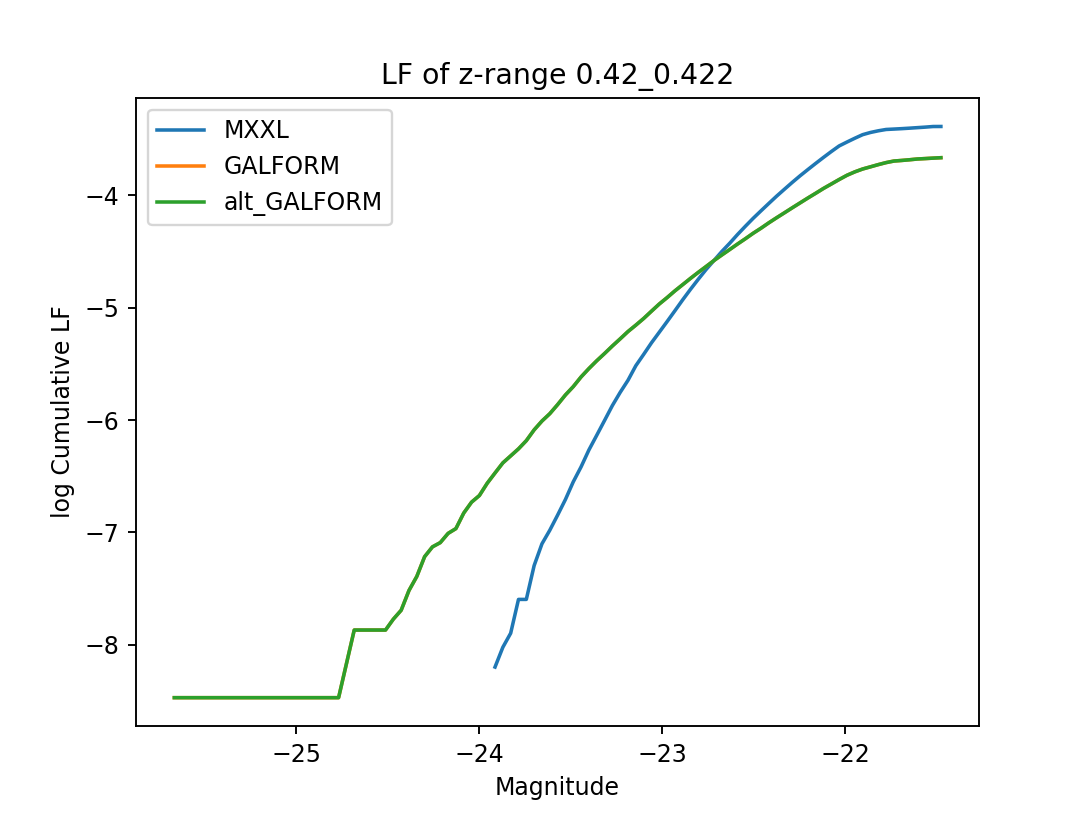 LF of z-range 0.42_0.422
MXXL
GALFORM
alt_GALFORM
log Cumulative LF
−4
−5
−6
−7
−8
−25
−24
−23
−22
Magnitude